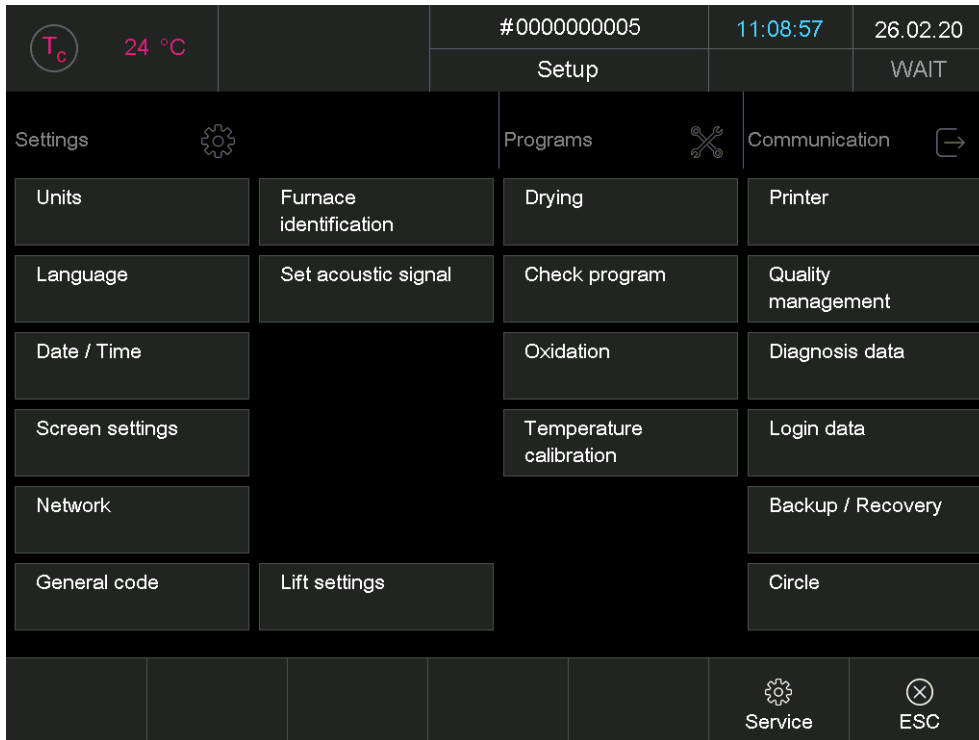 Tc 24 °C #0000000005 11:08:57 26.02.20
Setup WAIT
Settings Programs Communication
Units
Furnace
identification
Drying
Printer
Language
Set acoustic signal
Check program
Quality
management
Date / Time
Oxidation
Diagnosis data
Screen settings
Temperature
calibration
Login data
Network
Backup / Recovery
General code
Lift settings
Circle
Service
ESC